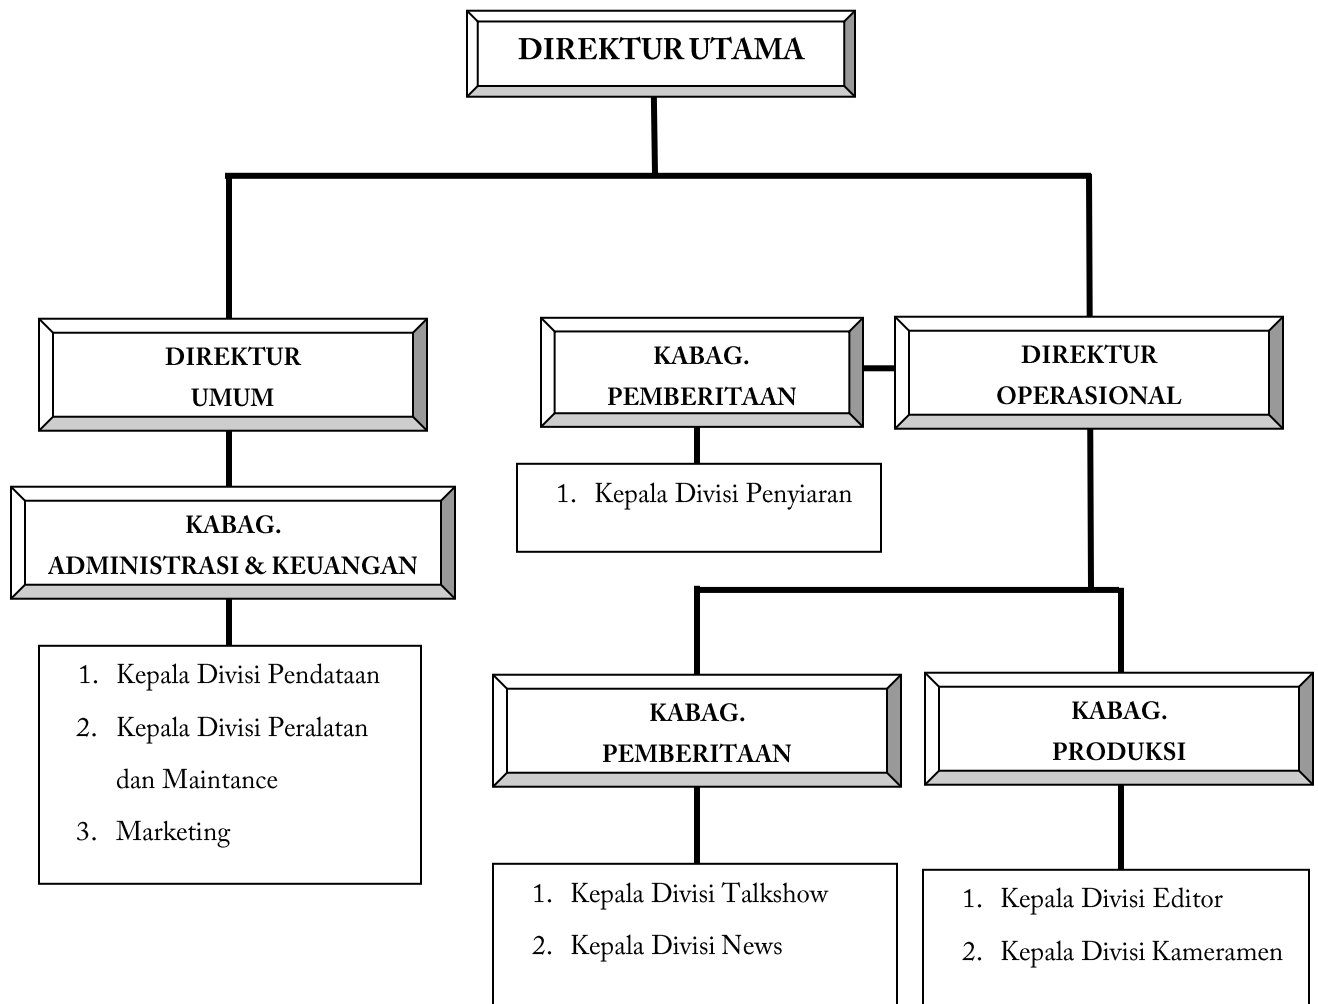 DIREKTUR UTAMA
DIREKTUR
UMUM
KABAG.
ADMINISTRASI & KEUANGAN
1. Kepala Divisi Pendataan
2. Kepala Divisi Peralatan
dan Maintance
3. Marketing
KABAG.
PEMBERITAAN
1. Kepala Divisi Penyiaran
DIREKTUR
OPERASIONAL
KABAG.
PEMBERITAAN
1. Kepala Divisi Talkshow
2. Kepala Divisi News
KABAG.
PRODUKSI
1. Kepala Divisi Editor
2. Kepala Divisi Kameramen